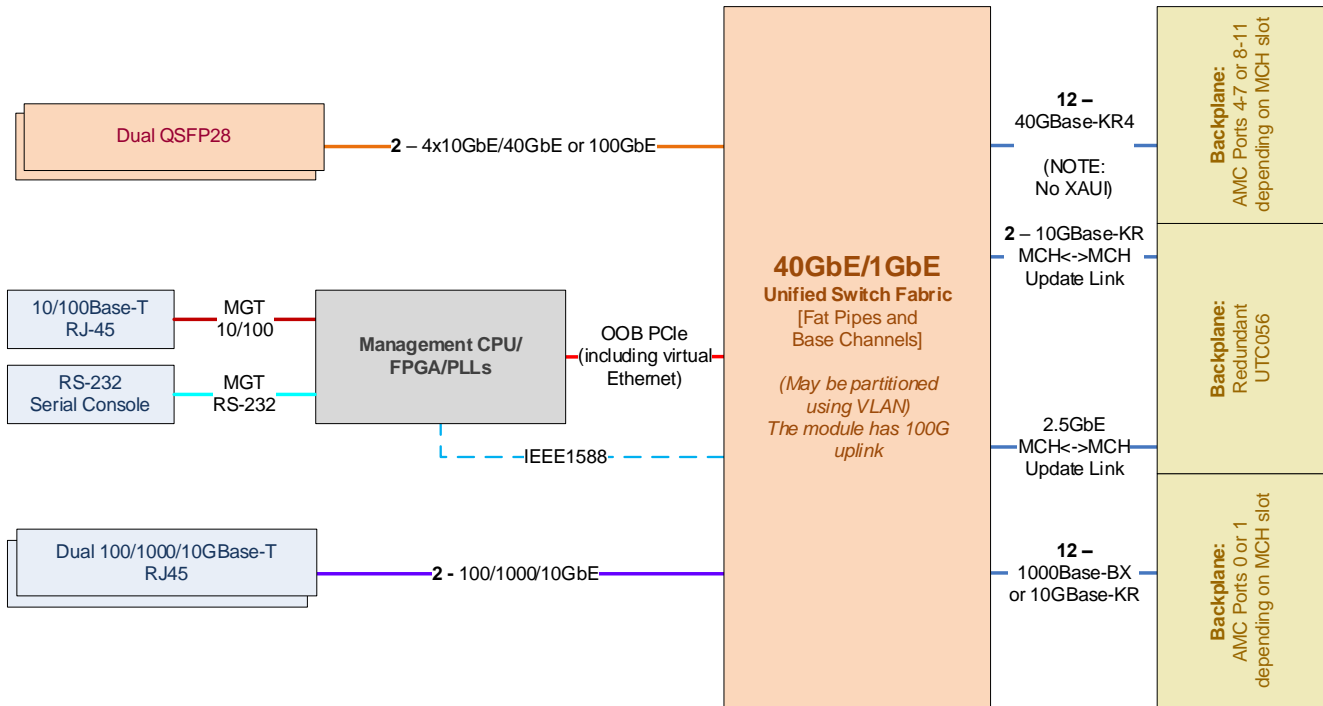 Dual QSFP28
2 – 4x10GbE/40GbE or 100GbE
10/100Base-T
RJ-45
MGT
10/100
RS-232
Serial Console
MGT
RS-232
Management CPU/
FPGA/PLLs
OOB PCIe
(including virtual
Ethernet)
IEEE1588
Dual 100/1000/10GBase-T
RJ45
2 - 100/1000/10GbE
40GbE/1GbE
Unified Switch Fabric
[Fat Pipes and
Base Channels]
(May be partitioned
using VLAN)
The module has 100G
uplink
12 –
40GBase-KR4
(NOTE:
No XAUI)
2 – 10GBase-KR
MCH<->MCH
Update Link
2.5GbE
MCH<->MCH
Update Link
12 –
1000Base-BX
or 10GBase-KR
Backplane:
AMC Ports 4-7 or 8-11
depending on MCH slot
Backplane:
Redundant
UTC056
Backplane:
AMC Ports 0 or 1
depending on MCH slot